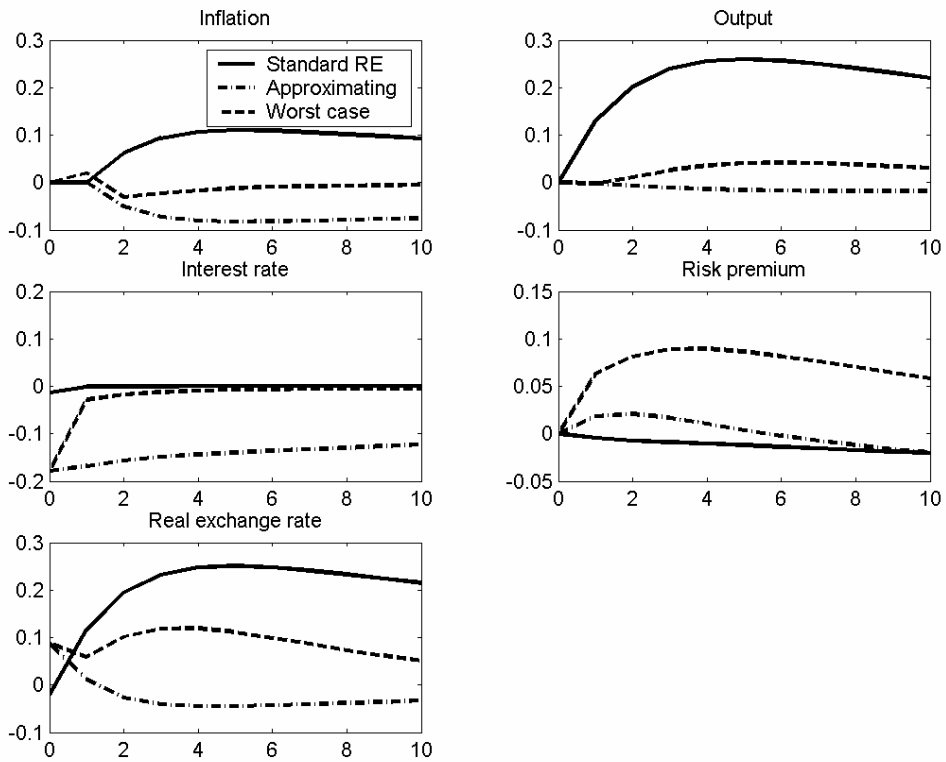 Inflation
0.3
0.2
0.1
0
-0.1
0 2 4 6 8 10
Standard RE
Approximating
Worst case
Output
0.3
0.2
0.1
0
-0.1
0 2 4 6 8 10
Interest rate
0.2
0.1
0
-0.1
-0.2
0 2 4 6 8 10
Risk premium
0.15
0.1
0.05
0
-0.05
0 2 4 6 8 10
Real exchange rate
0.3
0.2
0.1
0
-0.1
0 2 4 6 8 10